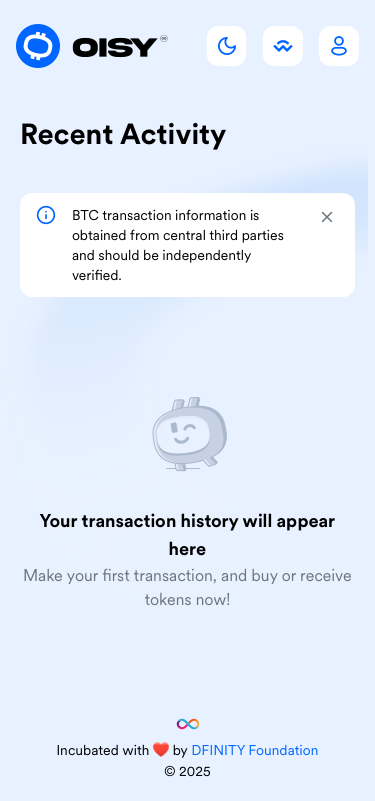 OISY
Recent Activity
BTC transaction information is
obtained from central third parties
and should be independently
verified.
Your transaction history will appear
here
Make your first transaction, and buy or receive
tokens now!
Incubated with ❤️ by DFINITY Foundation
© 2025